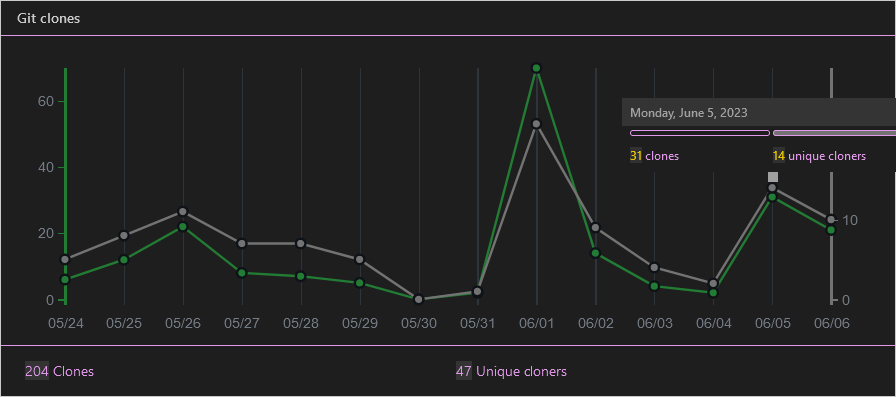 Git clones
60
40
20
0
Monday, June 5, 2023
31 clones 14 unique cloners
10
0
05/24 05/25 05/26 05/27 05/28 05/29 05/30 05/31 06/01 06/02 06/03 06/04 06/05 06/06
204 Clones 47 Unique cloners